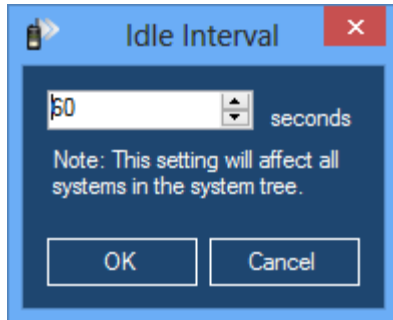 Idle Interval
60
seconds
Note: This setting will affect all
systems in the system tree.
OK
Cancel